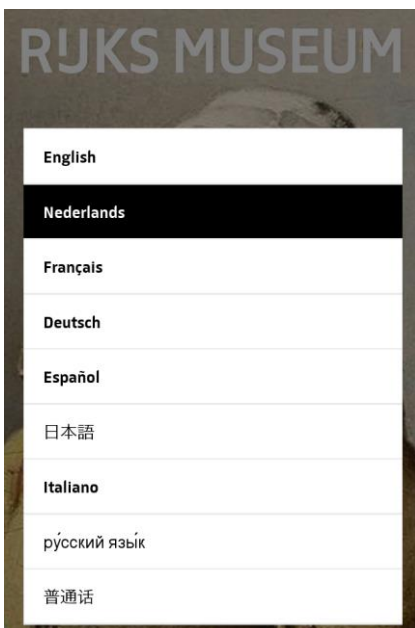 RIJKS MUSEUM
English
Nederlands
Français
Deutsch
Español
日本語
Italiano
ру́сский язы́к
普通话